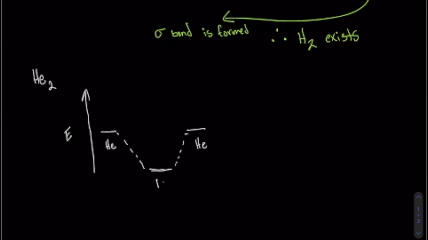 σ bond is formed ∴ H₂ exists
He₂
E
He He